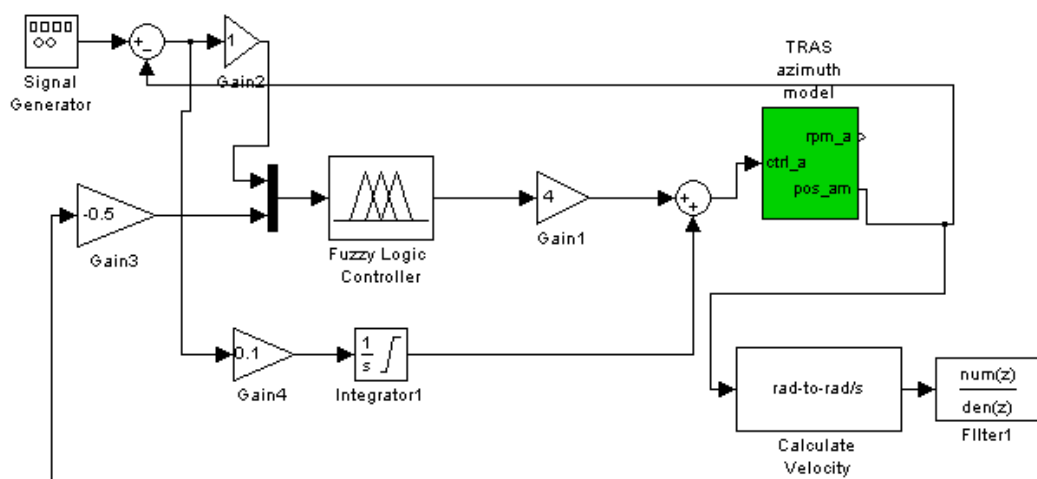 Signal
Generator
+
-
1
Gain2
TRAS
azimuth
model
rpm_a
ctrl_a
pos_am
-0.5
Gain3
Fuzzy Logic
Controller
4
Gain1
+
+
0.1
Gain4
1
s
Integrator1
rad-to-rad/s
Calculate
Velocity
num(z)
den(z)
FIlter1